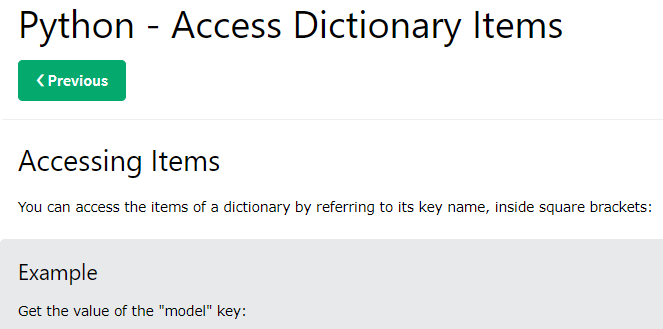 Python - Access Dictionary Items
❮ Previous
Accessing Items
You can access the items of a dictionary by referring to its key name, inside square brackets:
Example
Get the value of the "model" key: